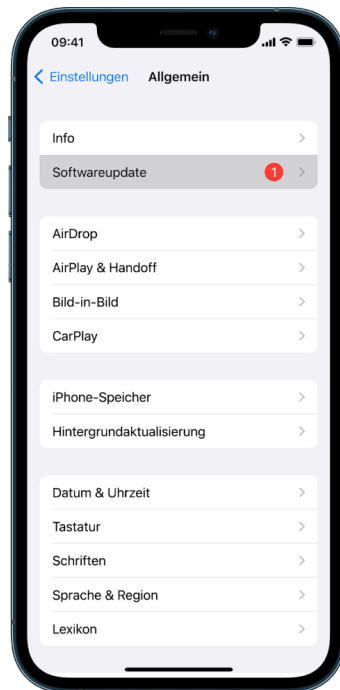 09:41
Einstellungen Allgemein
Info
Softwareupdate 1
AirDrop
AirPlay & Handoff
Bild-in-Bild
CarPlay
iPhone-Speicher
Hintergrundaktualisierung
Datum & Uhrzeit
Tastatur
Schriften
Sprache & Region
Lexikon